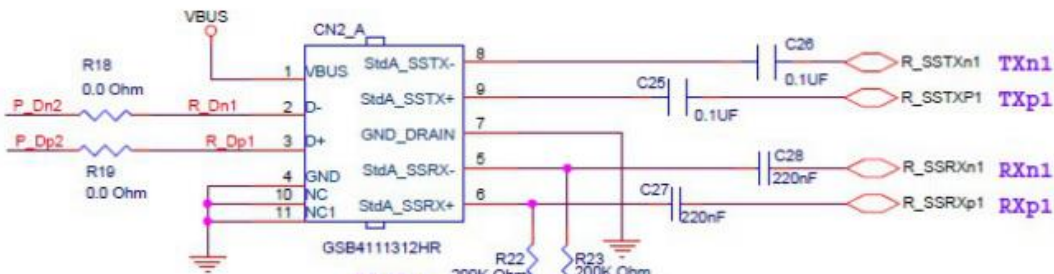 VBUS
CN2_A
R18
0.0 Ohm
P_Dn2
R_Dn1
P_Dp2
R_Dp1
R19
0.0 Ohm
1 VBUS
2 D-
3 D+
4 GND
10 NC
11 NC1
StdA_SSTX- 8
StdA_SSTX+ 9
GND_DRAIN 7
StdA_SSRX- 5
StdA_SSRX+ 6
GSB4111312HR
C26
0.1UF
R_SSTXn1 TXn1
C25
0.1UF
R_SSTXP1 TXp1
C28
220nF
R_SSRXn1 RXn1
C27
220nF
R_SSRXp1 RXp1
R22
200K Ohm
R23
200K Ohm